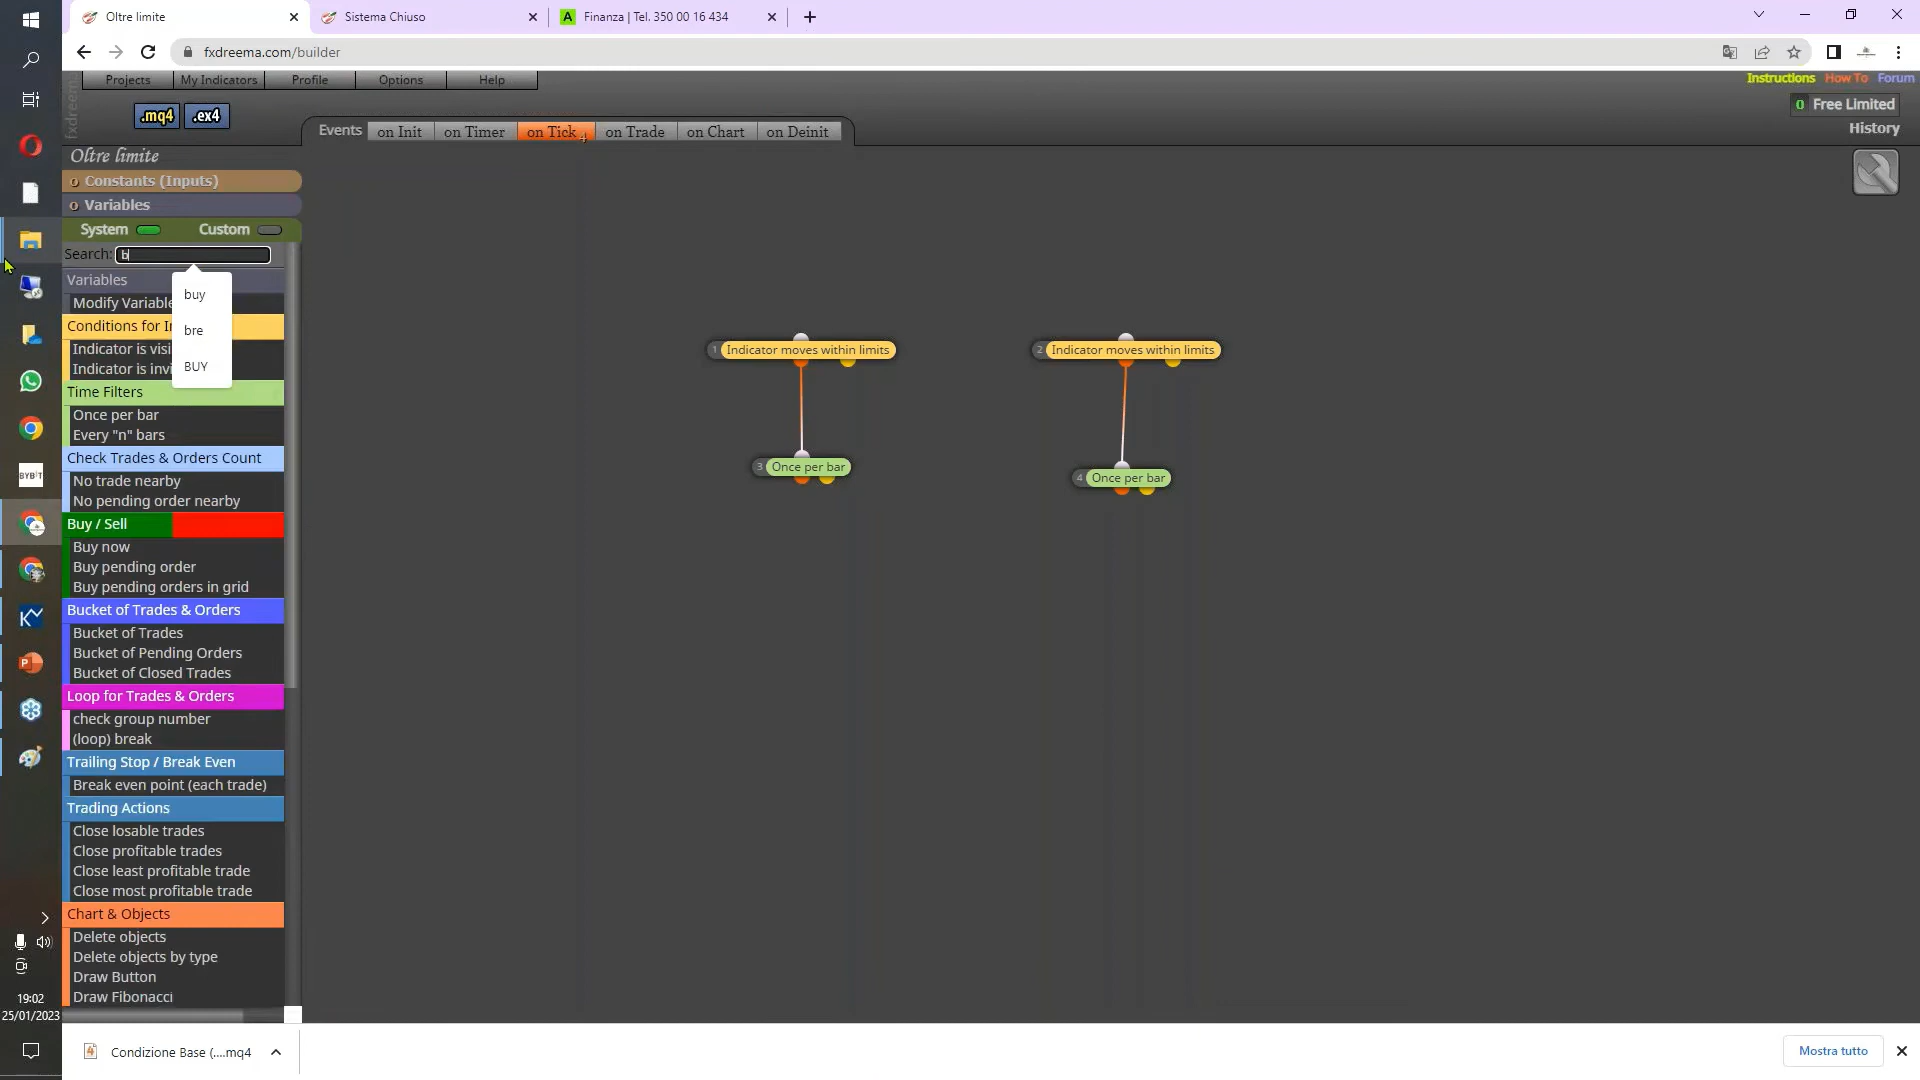 Oltre limite
Sistema Chiuso
A Finanza | Tel. 350 00 16 434
fxdreema.com/builder
Projects
My Indicators
Profile
Options
Help
Instructions
How To
Forum
fxdreema
.mq4
.ex4
0 Free Limited
History
Events
on Init
on Timer
on Tick 4
on Trade
on Chart
on Deinit
Oltre limite
Constants (Inputs)
Variables
System
Custom
Search: b
buy
bre
BUY
Variables
Modify Variable
Conditions for I
Indicator is visi
Indicator is invi
Time Filters
Once per bar
Every "n" bars
Check Trades & Orders Count
No trade nearby
No pending order nearby
Buy / Sell
Buy now
Buy pending order
Buy pending orders in grid
Bucket of Trades & Orders
Bucket of Trades
Bucket of Pending Orders
Bucket of Closed Trades
Loop for Trades & Orders
check group number
(loop) break
Trailing Stop / Break Even
Break even point (each trade)
Trading Actions
Close losable trades
Close profitable trades
Close least profitable trade
Close most profitable trade
Chart & Objects
Delete objects
Delete objects by type
Draw Button
Draw Fibonacci
1 Indicator moves within limits
2 Indicator moves within limits
3 Once per bar
4 Once per bar
BYBIT
P
19:02
25/01/2023
Condizione Base (....mq4
Mostra tutto